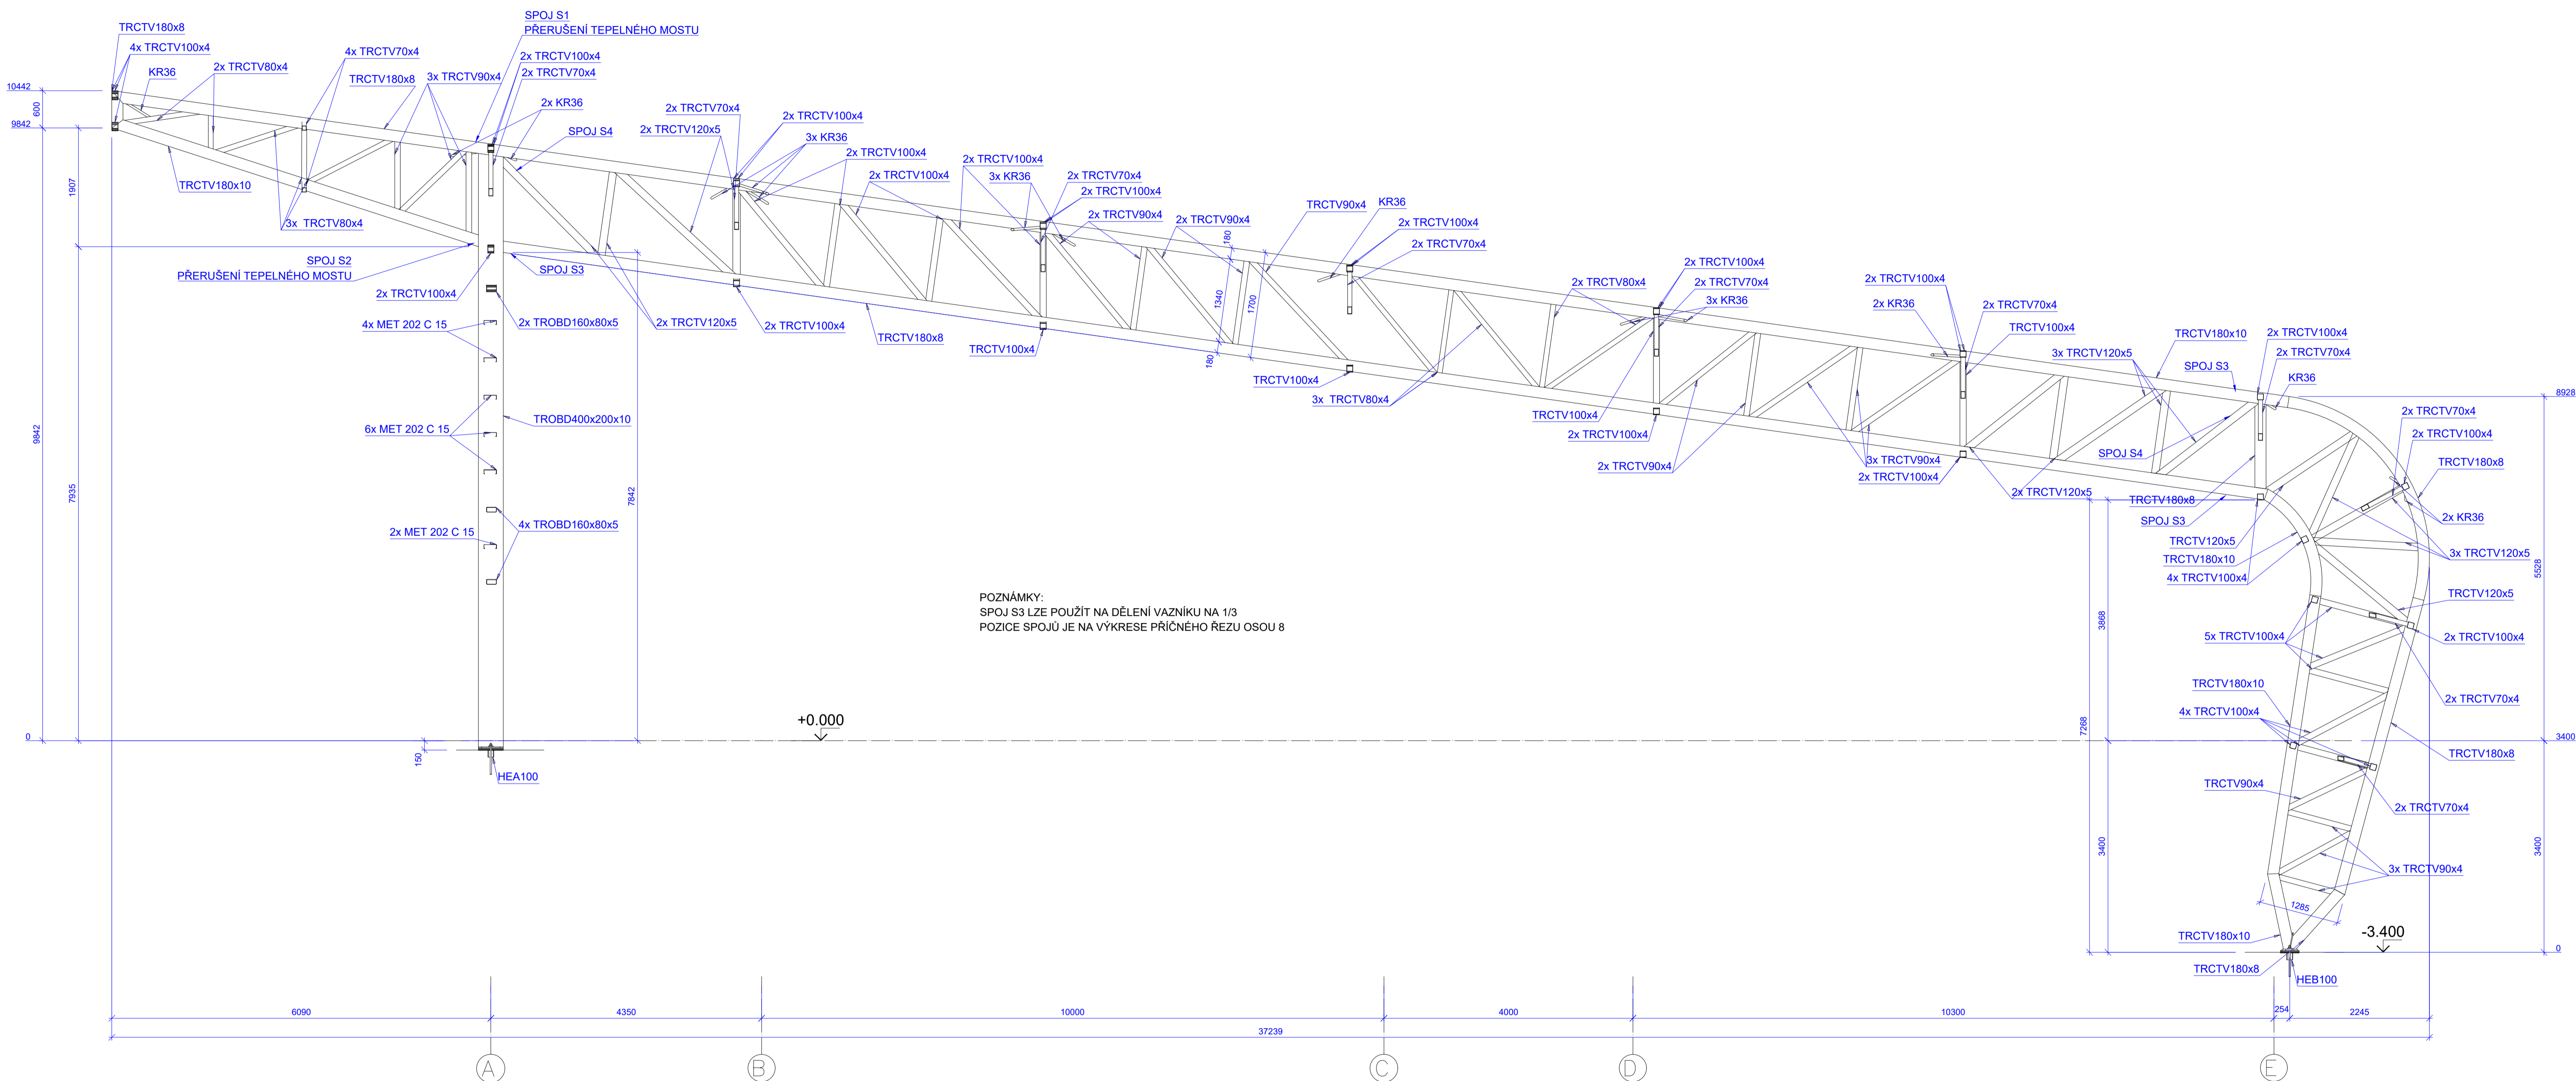 SPOJ S1
PŘERUŠENÍ TEPELNÉHO MOSTU
TRCTV180x8
4x TRCTV100x4
KR36
2x TRCTV80x4
4x TRCTV70x4
TRCTV180x8
3x TRCTV90x4
2x TRCTV100x4
2x TRCTV70x4
2x KR36
SPOJ S4
2x TRCTV70x4
2x TRCTV120x5
2x TRCTV100x4
3x KR36
2x TRCTV100x4
2x TRCTV100x4
2x TRCTV100x4
3x KR36
2x TRCTV70x4
2x TRCTV100x4
2x TRCTV90x4
2x TRCTV90x4
TRCTV90x4
KR36
2x TRCTV100x4
2x TRCTV70x4
2x TRCTV80x4
2x TRCTV100x4
2x TRCTV70x4
3x KR36
2x TRCTV100x4
2x KR36
2x TRCTV70x4
TRCTV100x4
3x TRCTV120x5
TRCTV180x10
SPOJ S3
2x TRCTV100x4
2x TRCTV70x4
KR36
2x TRCTV70x4
2x TRCTV100x4
TRCTV180x8
2x KR36
3x TRCTV120x5
TRCTV120x5
2x TRCTV100x4
2x TRCTV70x4
TRCTV180x8
2x TRCTV70x4
3x TRCTV90x4
10442
600
9842
1907
9842
7935
0
150
TRCTV180x10
3x  TRCTV80x4
SPOJ S2
PŘERUŠENÍ TEPELNÉHO MOSTU
2x TRCTV100x4
4x MET 202 C 15
6x MET 202 C 15
2x MET 202 C 15
SPOJ S3
2x TROBD160x80x5
2x TRCTV120x5
TROBD400x200x10
4x TROBD160x80x5
7842
HEA100
2x TRCTV100x4
TRCTV180x8
TRCTV100x4
180
1340
1700
180
TRCTV100x4
3x  TRCTV80x4
TRCTV100x4
2x TRCTV100x4
2x TRCTV90x4
3x TRCTV90x4
2x TRCTV100x4
2x TRCTV120x5
SPOJ S4
TRCTV180x8
SPOJ S3
TRCTV120x5
TRCTV180x10
4x TRCTV100x4
5x TRCTV100x4
TRCTV180x10
4x TRCTV100x4
TRCTV90x4
TRCTV180x10
TRCTV180x8
HEB100
1285
3868
7268
3400
8928
5528
3400
3400
0
POZNÁMKY:
SPOJ S3 LZE POUŽÍT NA DĚLENÍ VAZNÍKU NA 1/3
POZICE SPOJŮ JE NA VÝKRESE PŘÍČNÉHO ŘEZU OSOU 8
+0.000
-3.400
6090
4350
10000
4000
10300
254
2245
37239
A
B
C
D
E